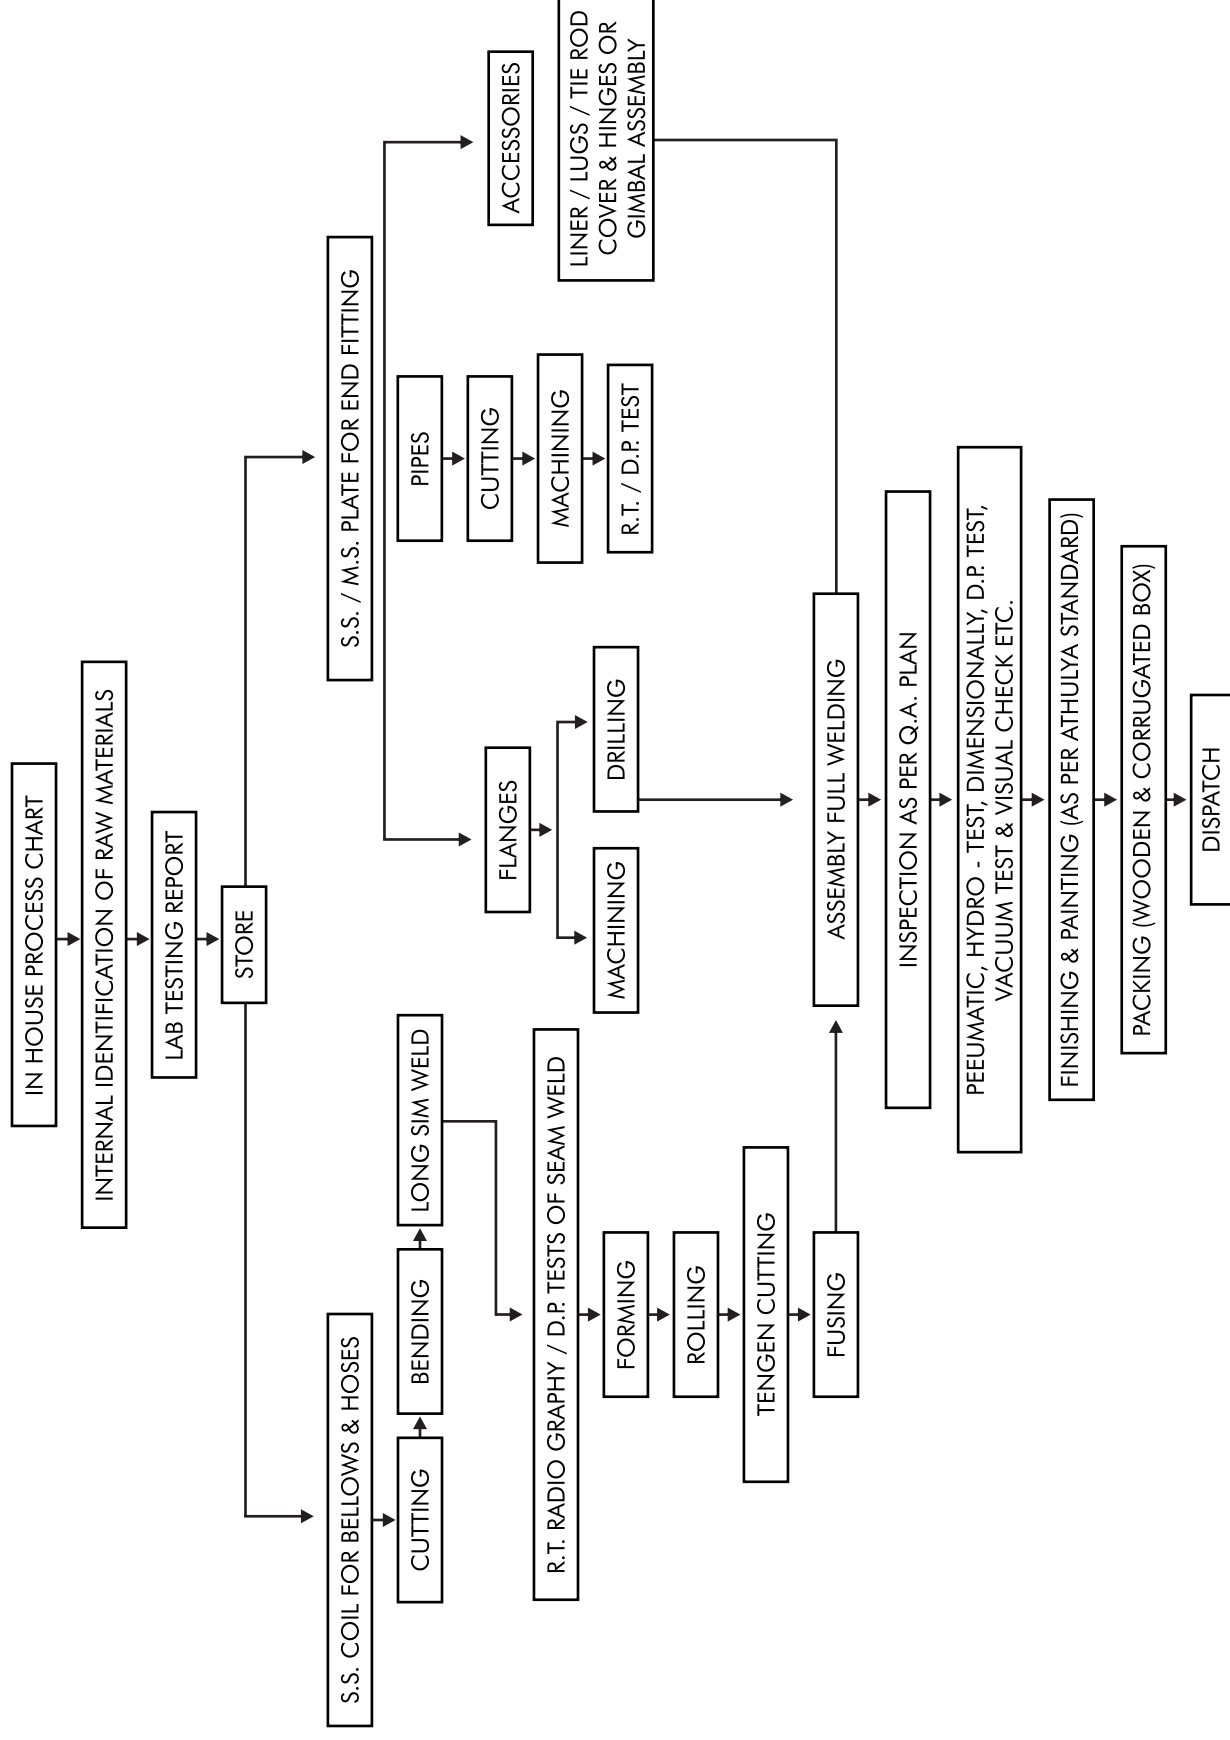 IN HOUSE PROCESS CHART
INTERNAL IDENTIFICATION OF RAW MATERIALS
LAB TESTING REPORT
STORE
S.S. COIL FOR BELLOWS & HOSES
CUTTING
BENDING
LONG SIM WELD
R.T. RADIO GRAPHY / D.P. TESTS OF SEAM WELD
FORMING
ROLLING
TENGEN CUTTING
FUSING
S.S. / M.S. PLATE FOR END FITTING
FLANGES
MACHINING
DRILLING
PIPES
CUTTING
MACHINING
R.T. / D.P. TEST
ACCESSORIES
LINER / LUGS / TIE ROD
COVER & HINGES OR
GIMBAL ASSEMBLY
ASSEMBLY FULL WELDING
INSPECTION AS PER Q.A. PLAN
PEEUMATIC, HYDRO - TEST, DIMENSIONALLY, D.P. TEST,
VACUUM TEST & VISUAL CHECK ETC.
FINISHING & PAINTING (AS PER ATHULYA STANDARD)
PACKING (WOODEN & CORRUGATED BOX)
DISPATCH